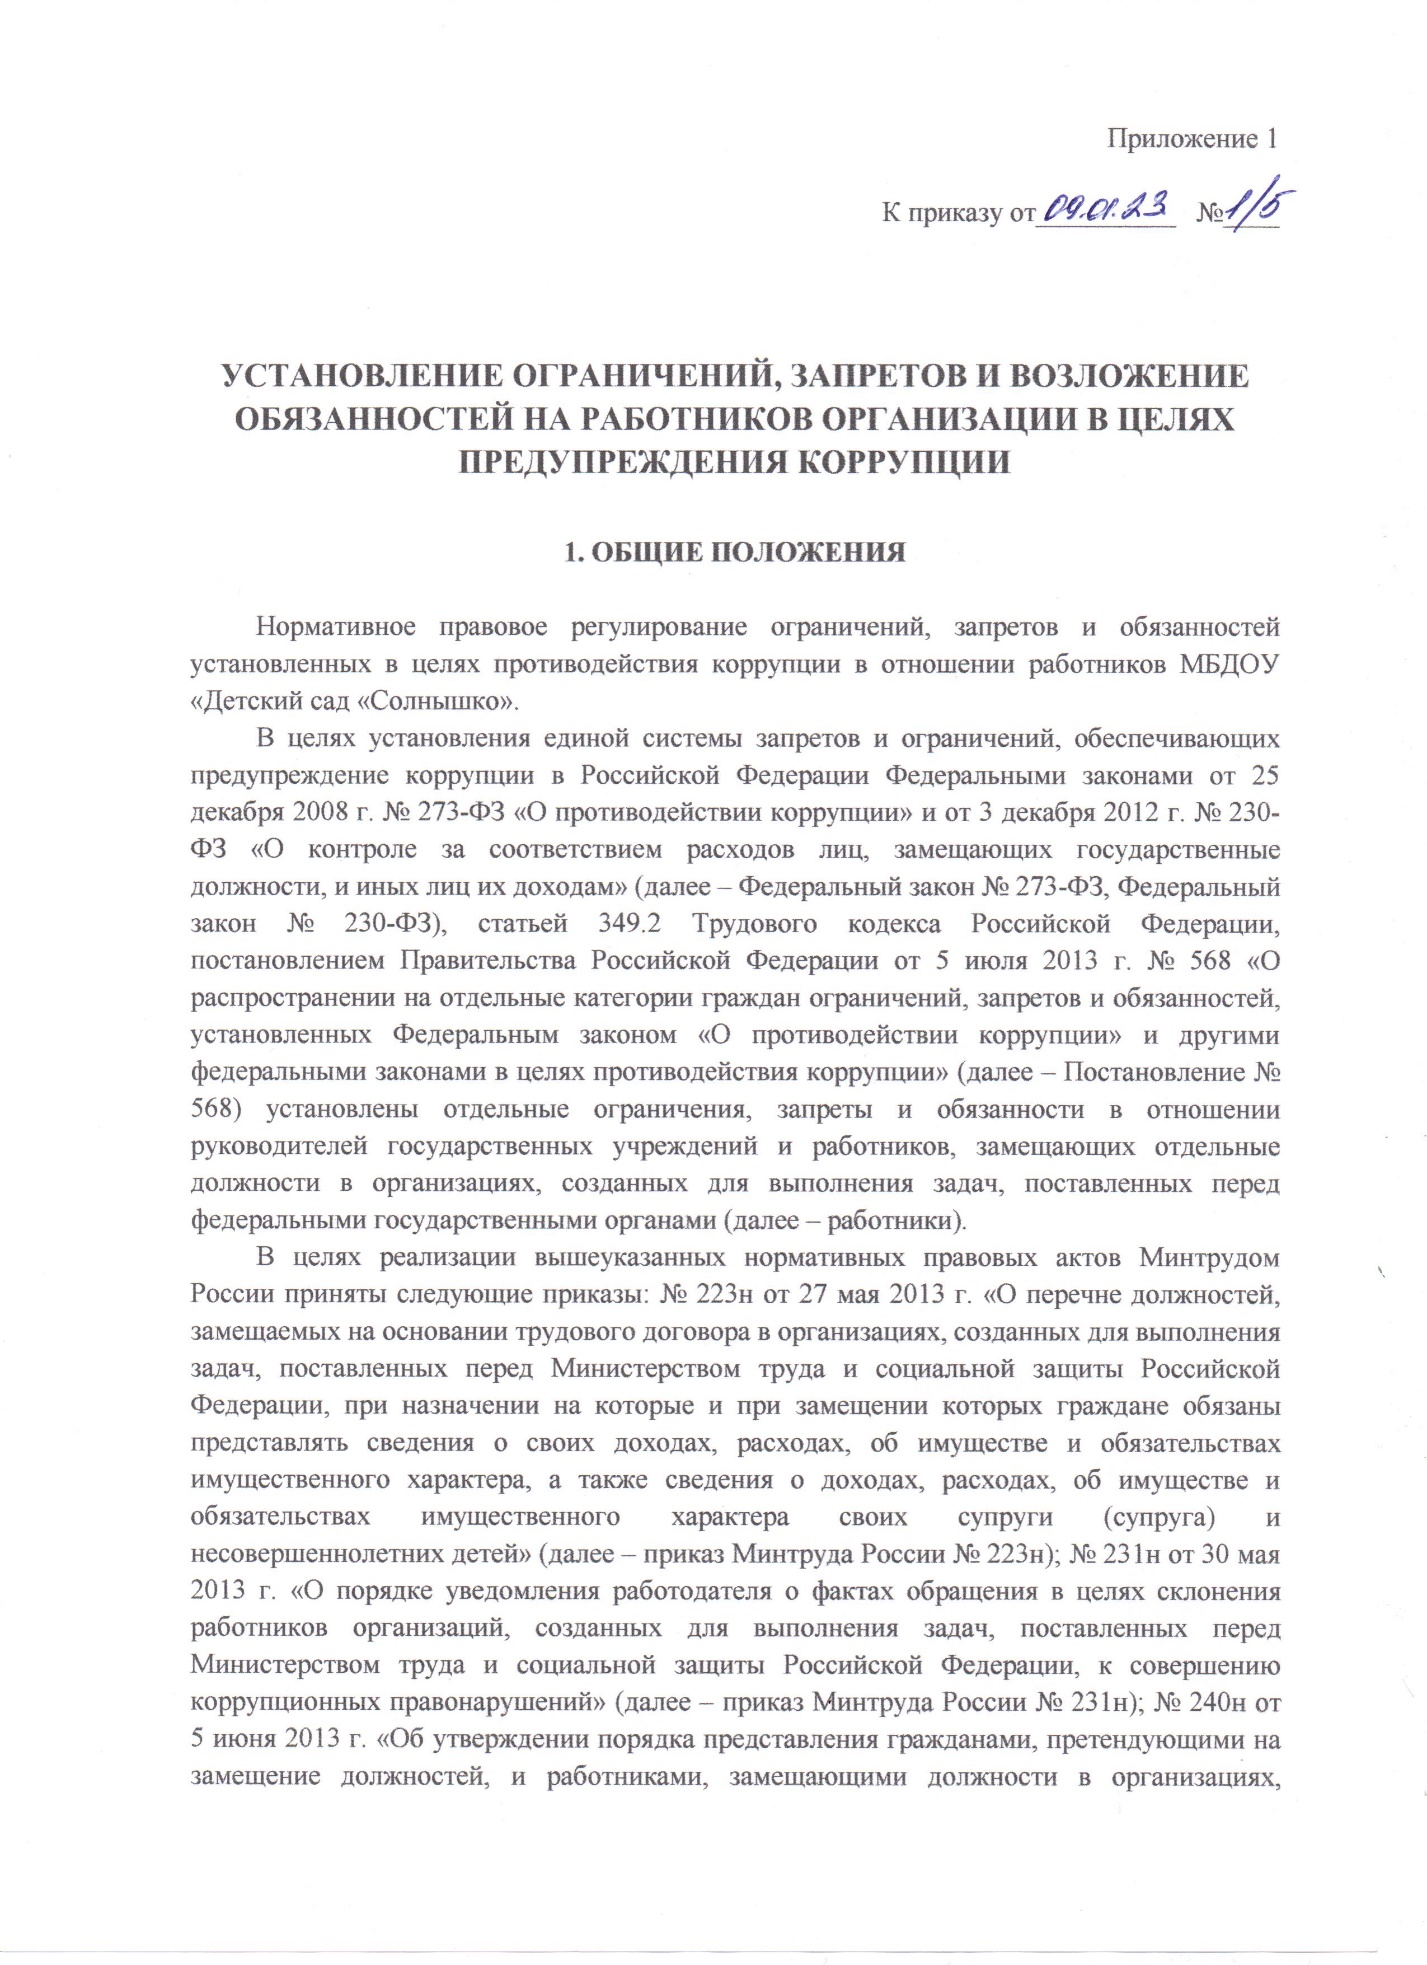 Приложение 1
К приказу от 09.01.23 № 1/5
УСТАНОВЛЕНИЕ ОГРАНИЧЕНИЙ, ЗАПРЕТОВ И ВОЗЛОЖЕНИЕ
ОБЯЗАННОСТЕЙ НА РАБОТНИКОВ ОРГАНИЗАЦИИ В ЦЕЛЯХ
ПРЕДУПРЕЖДЕНИЯ КОРРУПЦИИ
1. ОБЩИЕ ПОЛОЖЕНИЯ
Нормативное правовое регулирование ограничений, запретов и обязанностей
установленных в целях противодействия коррупции в отношении работников МБДОУ
«Детский сад «Солнышко».
В целях установления единой системы запретов и ограничений, обеспечивающих
предупреждение коррупции в Российской Федерации Федеральными законами от 25
декабря 2008 г. № 273-ФЗ «О противодействии коррупции» и от 3 декабря 2012 г. № 230-
ФЗ «О контроле за соответствием расходов лиц, замещающих государственные
должности, и иных лиц их доходам» (далее – Федеральный закон № 273-ФЗ, Федеральный
закон № 230-ФЗ), статьей 349.2 Трудового кодекса Российской Федерации,
постановлением Правительства Российской Федерации от 5 июля 2013 г. № 568 «О
распространении на отдельные категории граждан ограничений, запретов и обязанностей,
установленных Федеральным законом «О противодействии коррупции» и другими
федеральными законами в целях противодействия коррупции» (далее – Постановление №
568) установлены отдельные ограничения, запреты и обязанности в отношении
руководителей государственных учреждений и работников, замещающих отдельные
должности в организациях, созданных для выполнения задач, поставленных перед
федеральными государственными органами (далее – работники).
В целях реализации вышеуказанных нормативных правовых актов Минтрудом
России приняты следующие приказы: № 223н от 27 мая 2013 г. «О перечне должностей,
замещаемых на основании трудового договора в организациях, созданных для выполнения
задач, поставленных перед Министерством труда и социальной защиты Российской
Федерации, при назначении на которые и при замещении которых граждане обязаны
представлять сведения о своих доходах, расходах, об имуществе и обязательствах
имущественного характера, а также сведения о доходах, расходах, об имуществе и
обязательствах имущественного характера своих супруги (супруга) и
несовершеннолетних детей» (далее – приказ Минтруда России № 223н); № 231н от 30 мая
2013 г. «О порядке уведомления работодателя о фактах обращения в целях склонения
работников организаций, созданных для выполнения задач, поставленных перед
Министерством труда и социальной защиты Российской Федерации, к совершению
коррупционных правонарушений» (далее – приказ Минтруда России № 231н); № 240н от
5 июня 2013 г. «Об утверждении порядка представления гражданами, претендующими на
замещение должностей, и работниками, замещающими должности в организациях,